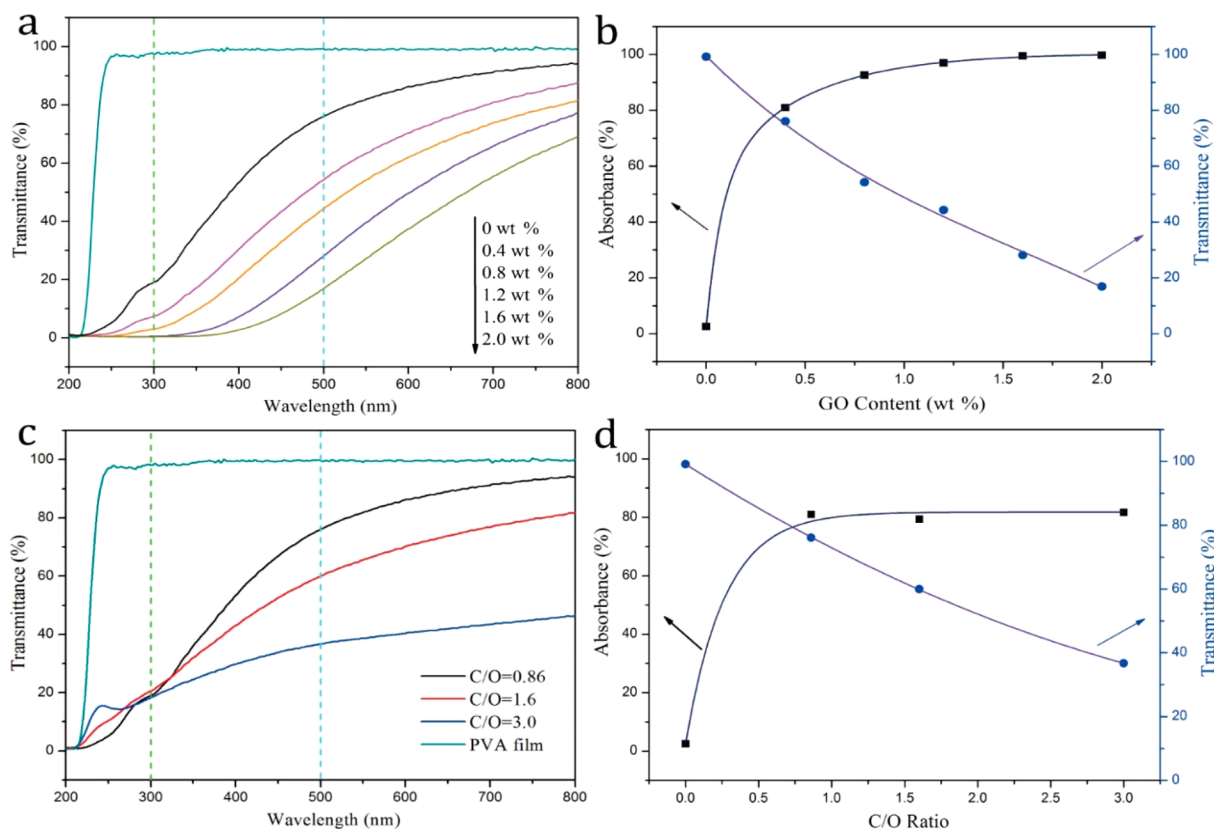 a
Transmittance (%)
100
80
60
40
20
0
0 wt %
0.4 wt %
0.8 wt %
1.2 wt %
1.6 wt %
2.0 wt %
200 300 400 500 600 700 800
Wavelength (nm)
b
Absorbance (%)
100
80
60
40
20
0
Transmittance (%)
100
80
60
40
20
0
0.0 0.5 1.0 1.5 2.0
GO Content (wt %)
c
Transmittance (%)
100
80
60
40
20
0
C/O=0.86
C/O=1.6
C/O=3.0
PVA film
200 300 400 500 600 700 800
Wavelength (nm)
d
Absorbance (%)
100
80
60
40
20
0
Transmittance (%)
100
80
60
40
20
10
0
0.0 0.5 1.0 1.5 2.0 2.5 3.0
C/O Ratio